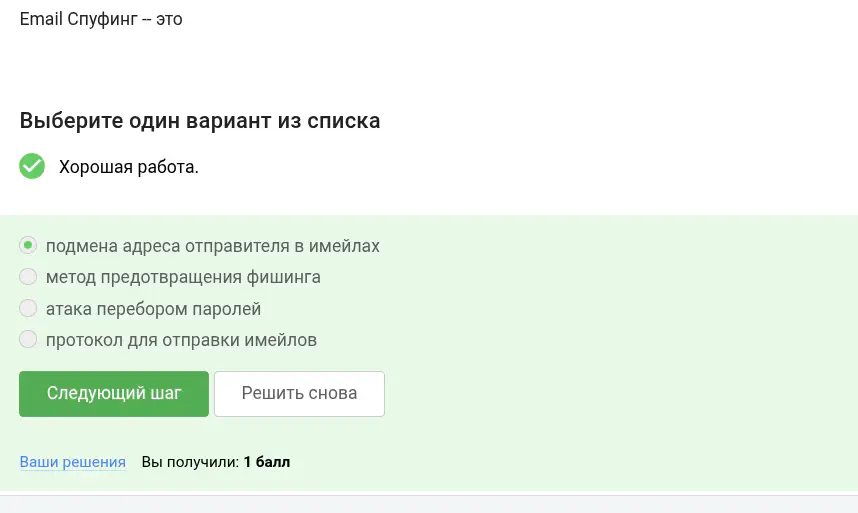 Email Спуфинг -- это
Выберите один вариант из списка
Хорошая работа.
подмена адреса отправителя в имейлах
метод предотвращения фишинга
атака перебором паролей
протокол для отправки имейлов
Следующий шаг
Решить снова
Ваши решения
Вы получили: 1 балл